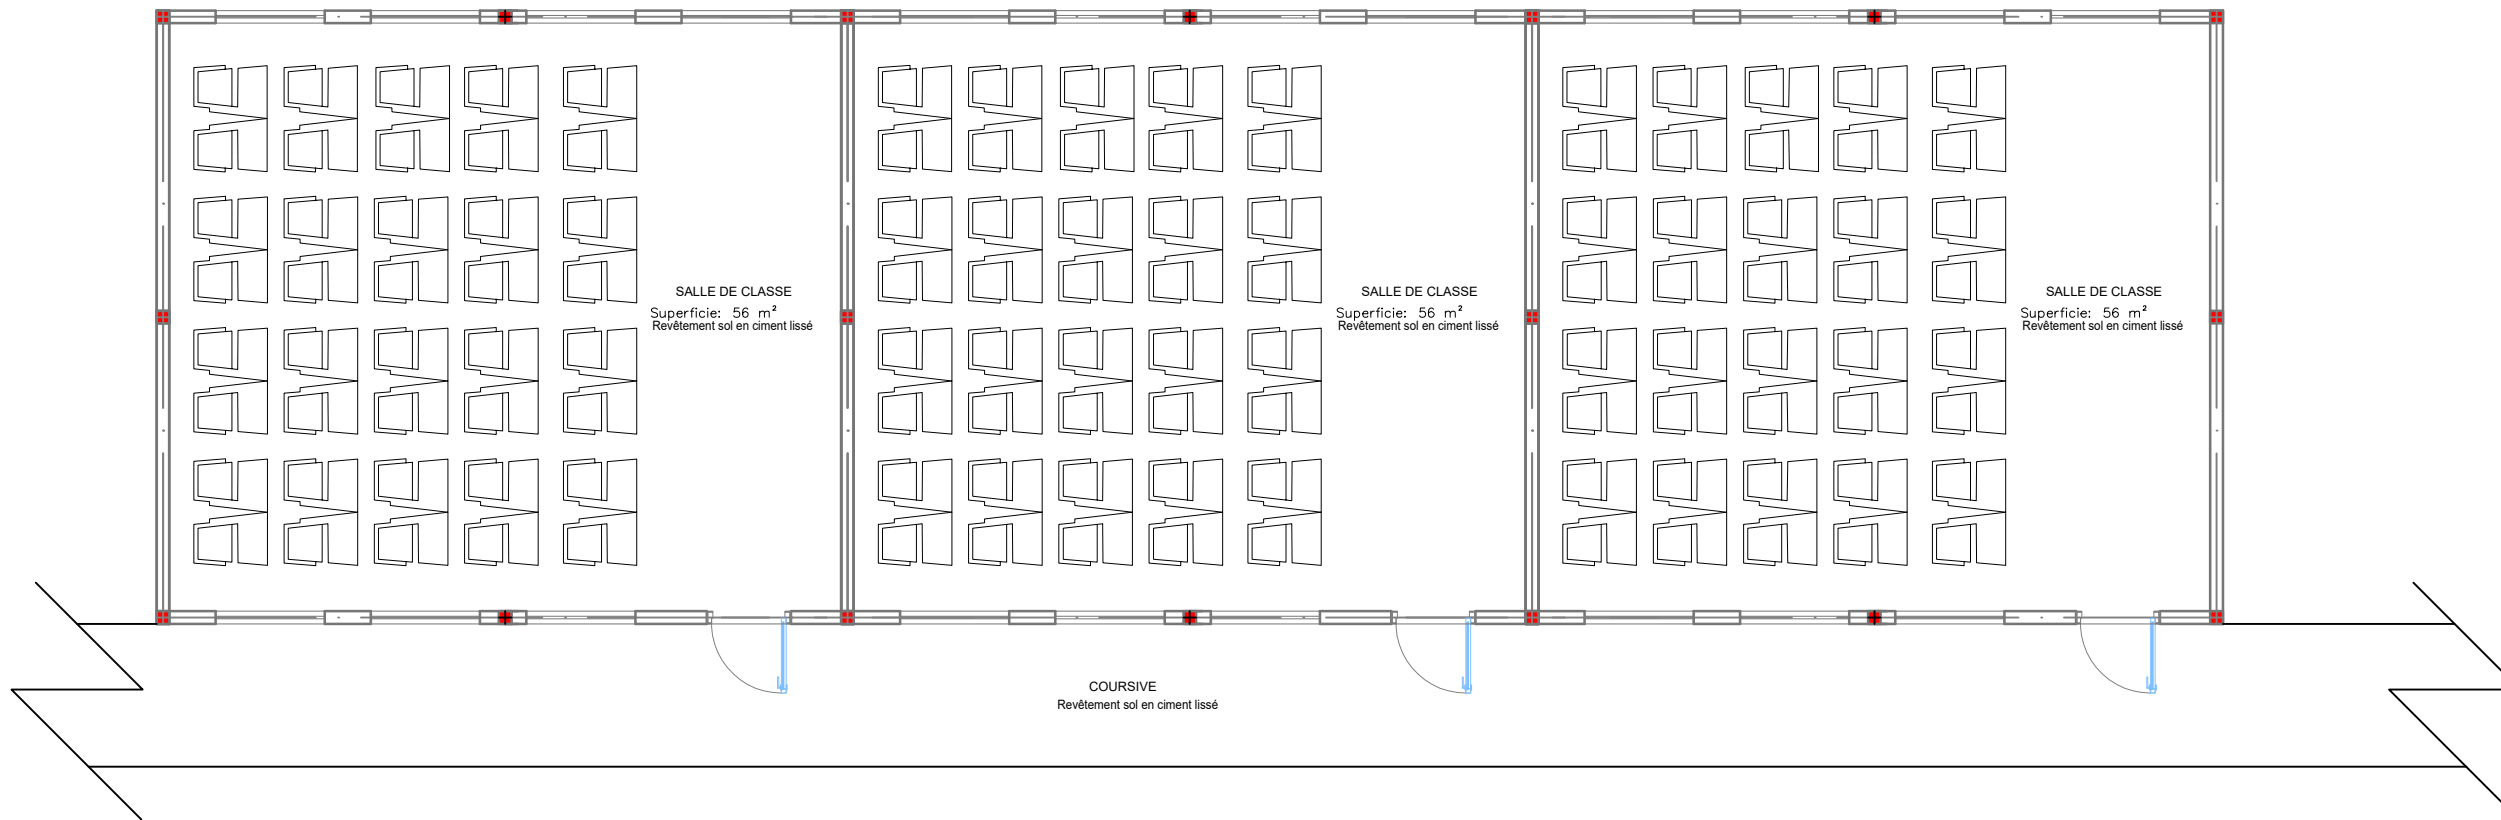 SALLE DE CLASSE
Superficie: 56 m²
Revêtement sol en ciment lissé
SALLE DE CLASSE
Superficie: 56 m²
Revêtement sol en ciment lissé
SALLE DE CLASSE
Superficie: 56 m²
Revêtement sol en ciment lissé
COURSIVE
Revêtement sol en ciment lissé